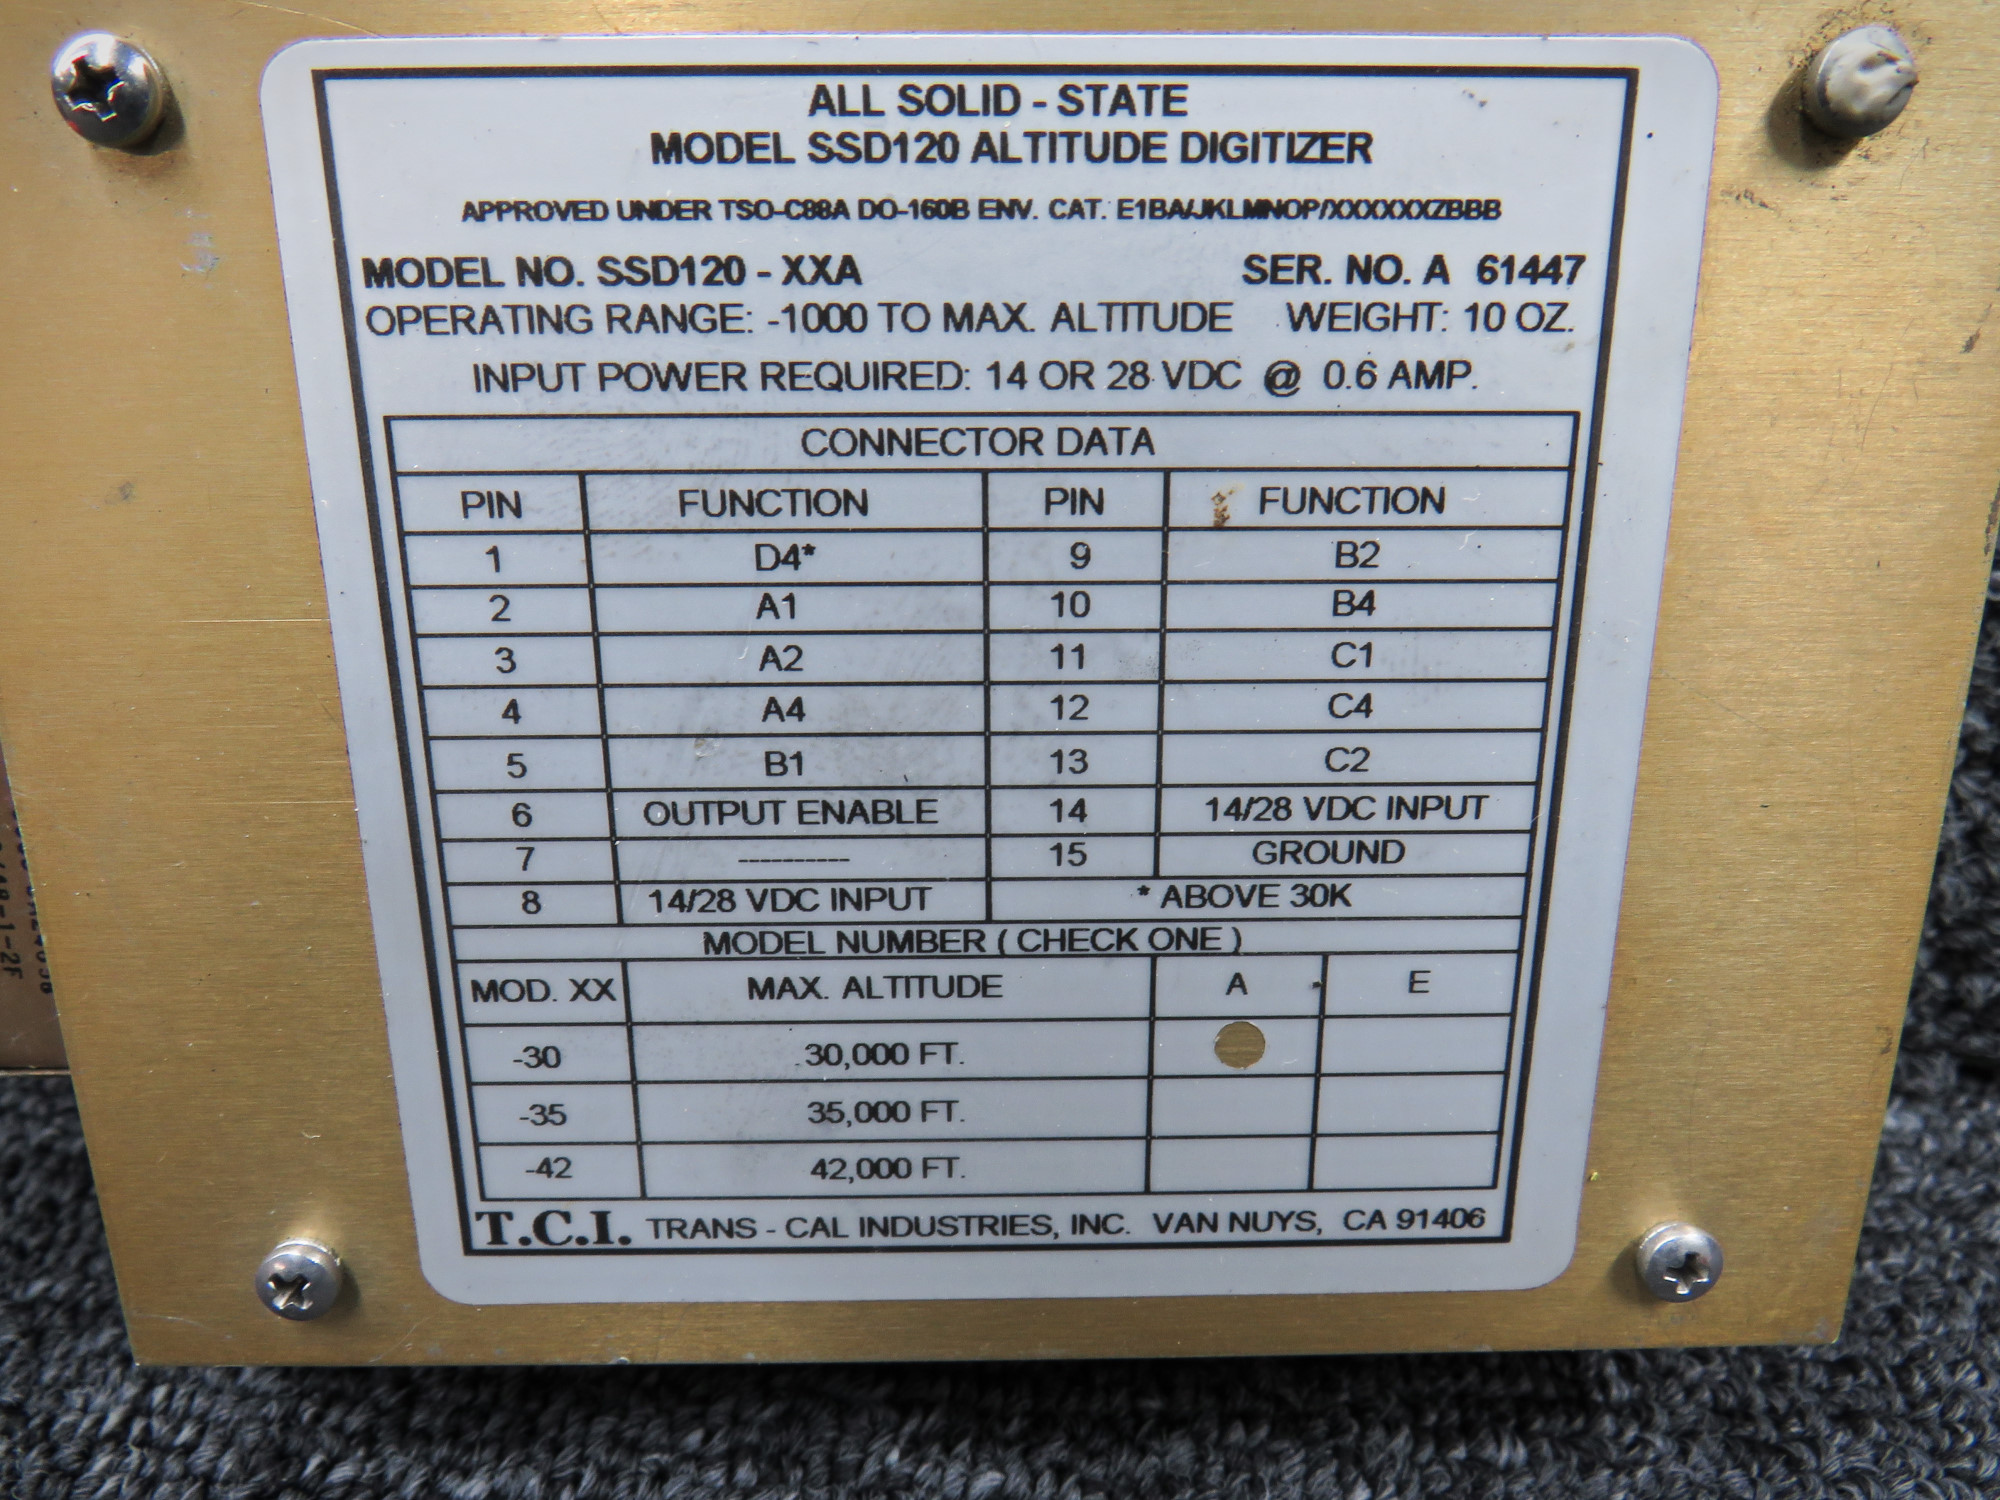 ALL SOLID - STATE
MODEL SSD120 ALTITUDE DIGITIZER
APPROVED UNDER TSO-C88A DO-160B ENV. CAT. E1BA/JKLMNOP/XXXXXXZBBB
MODEL NO. SSD120 - XXA SER. NO. A 61447
OPERATING RANGE: -1000 TO MAX. ALTITUDE WEIGHT: 10 OZ.
INPUT POWER REQUIRED: 14 OR 28 VDC @ 0.6 AMP.
CONNECTOR DATA
PIN FUNCTION PIN FUNCTION
1 D4* 9 B2
2 A1 10 B4
3 A2 11 C1
4 A4 12 C4
5 B1 13 C2
6 OUTPUT ENABLE 14 14/28 VDC INPUT
7 ---------- 15 GROUND
8 14/28 VDC INPUT * ABOVE 30K
MODEL NUMBER ( CHECK ONE )
MOD. XX MAX. ALTITUDE A E
-30 30,000 FT.
-35 35,000 FT.
-42 42,000 FT.
T.C.I. TRANS - CAL INDUSTRIES, INC. VAN NUYS, CA 91406